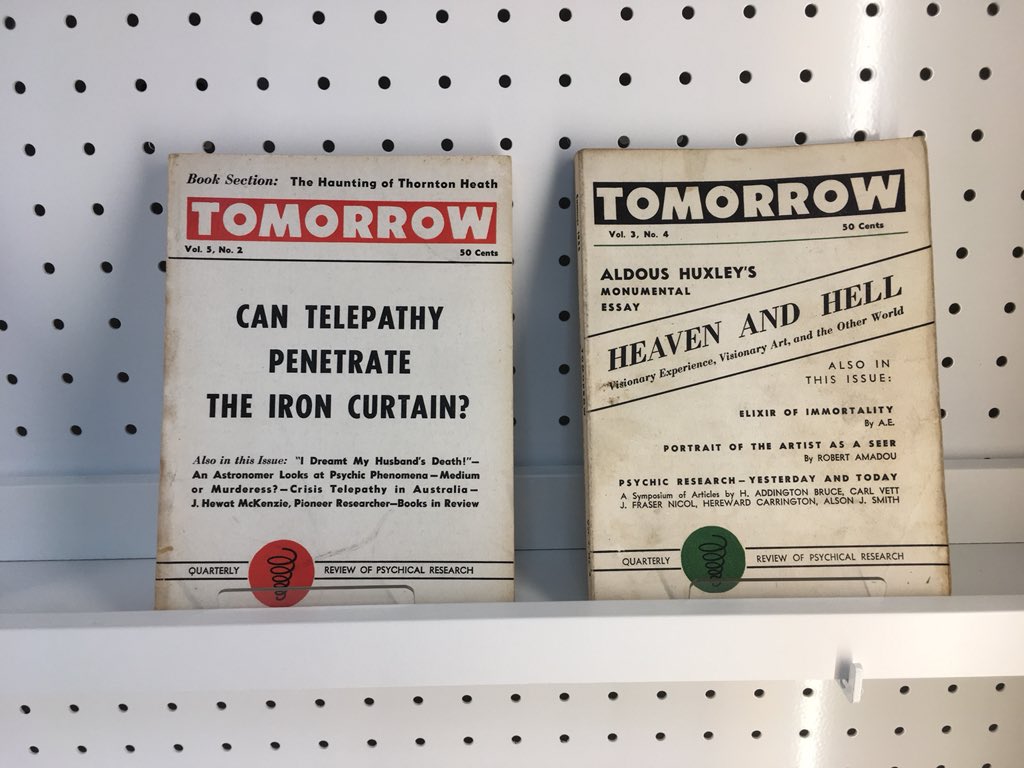 Book Section: The Haunting of Thornton Heath
TOMORROW
Vol. 5, No. 2 50 Cents
CAN TELEPATHY
PENETRATE
THE IRON CURTAIN?
Also in this Issue: "I Dreamt My Husband's Death!"—
An Astronomer Looks at Psychic Phenomena—Medium
or Murderess?—Crisis Telepathy in Australia—
J. Hewat McKenzie, Pioneer Researcher—Books in Review
QUARTERLY REVIEW OF PSYCHICAL RESEARCH
TOMORROW
Vol. 3, No. 4 50 Cents
ALDOUS HUXLEY'S
MONUMENTAL
ESSAY
HEAVEN AND HELL
Visionary Experience, Visionary Art, and the Other World
ALSO IN
THIS ISSUE:
ELIXIR OF IMMORTALITY
By A.E.
PORTRAIT OF THE ARTIST AS A SEER
By ROBERT AMADOU
PSYCHIC RESEARCH—YESTERDAY AND TODAY
A Symposium of Articles by H. ADDINGTON BRUCE, CARL VETT
J. FRASER NICOL, HEREWARD CARRINGTON, ALSON J. SMITH
QUARTERLY REVIEW OF PSYCHICAL RESEARCH